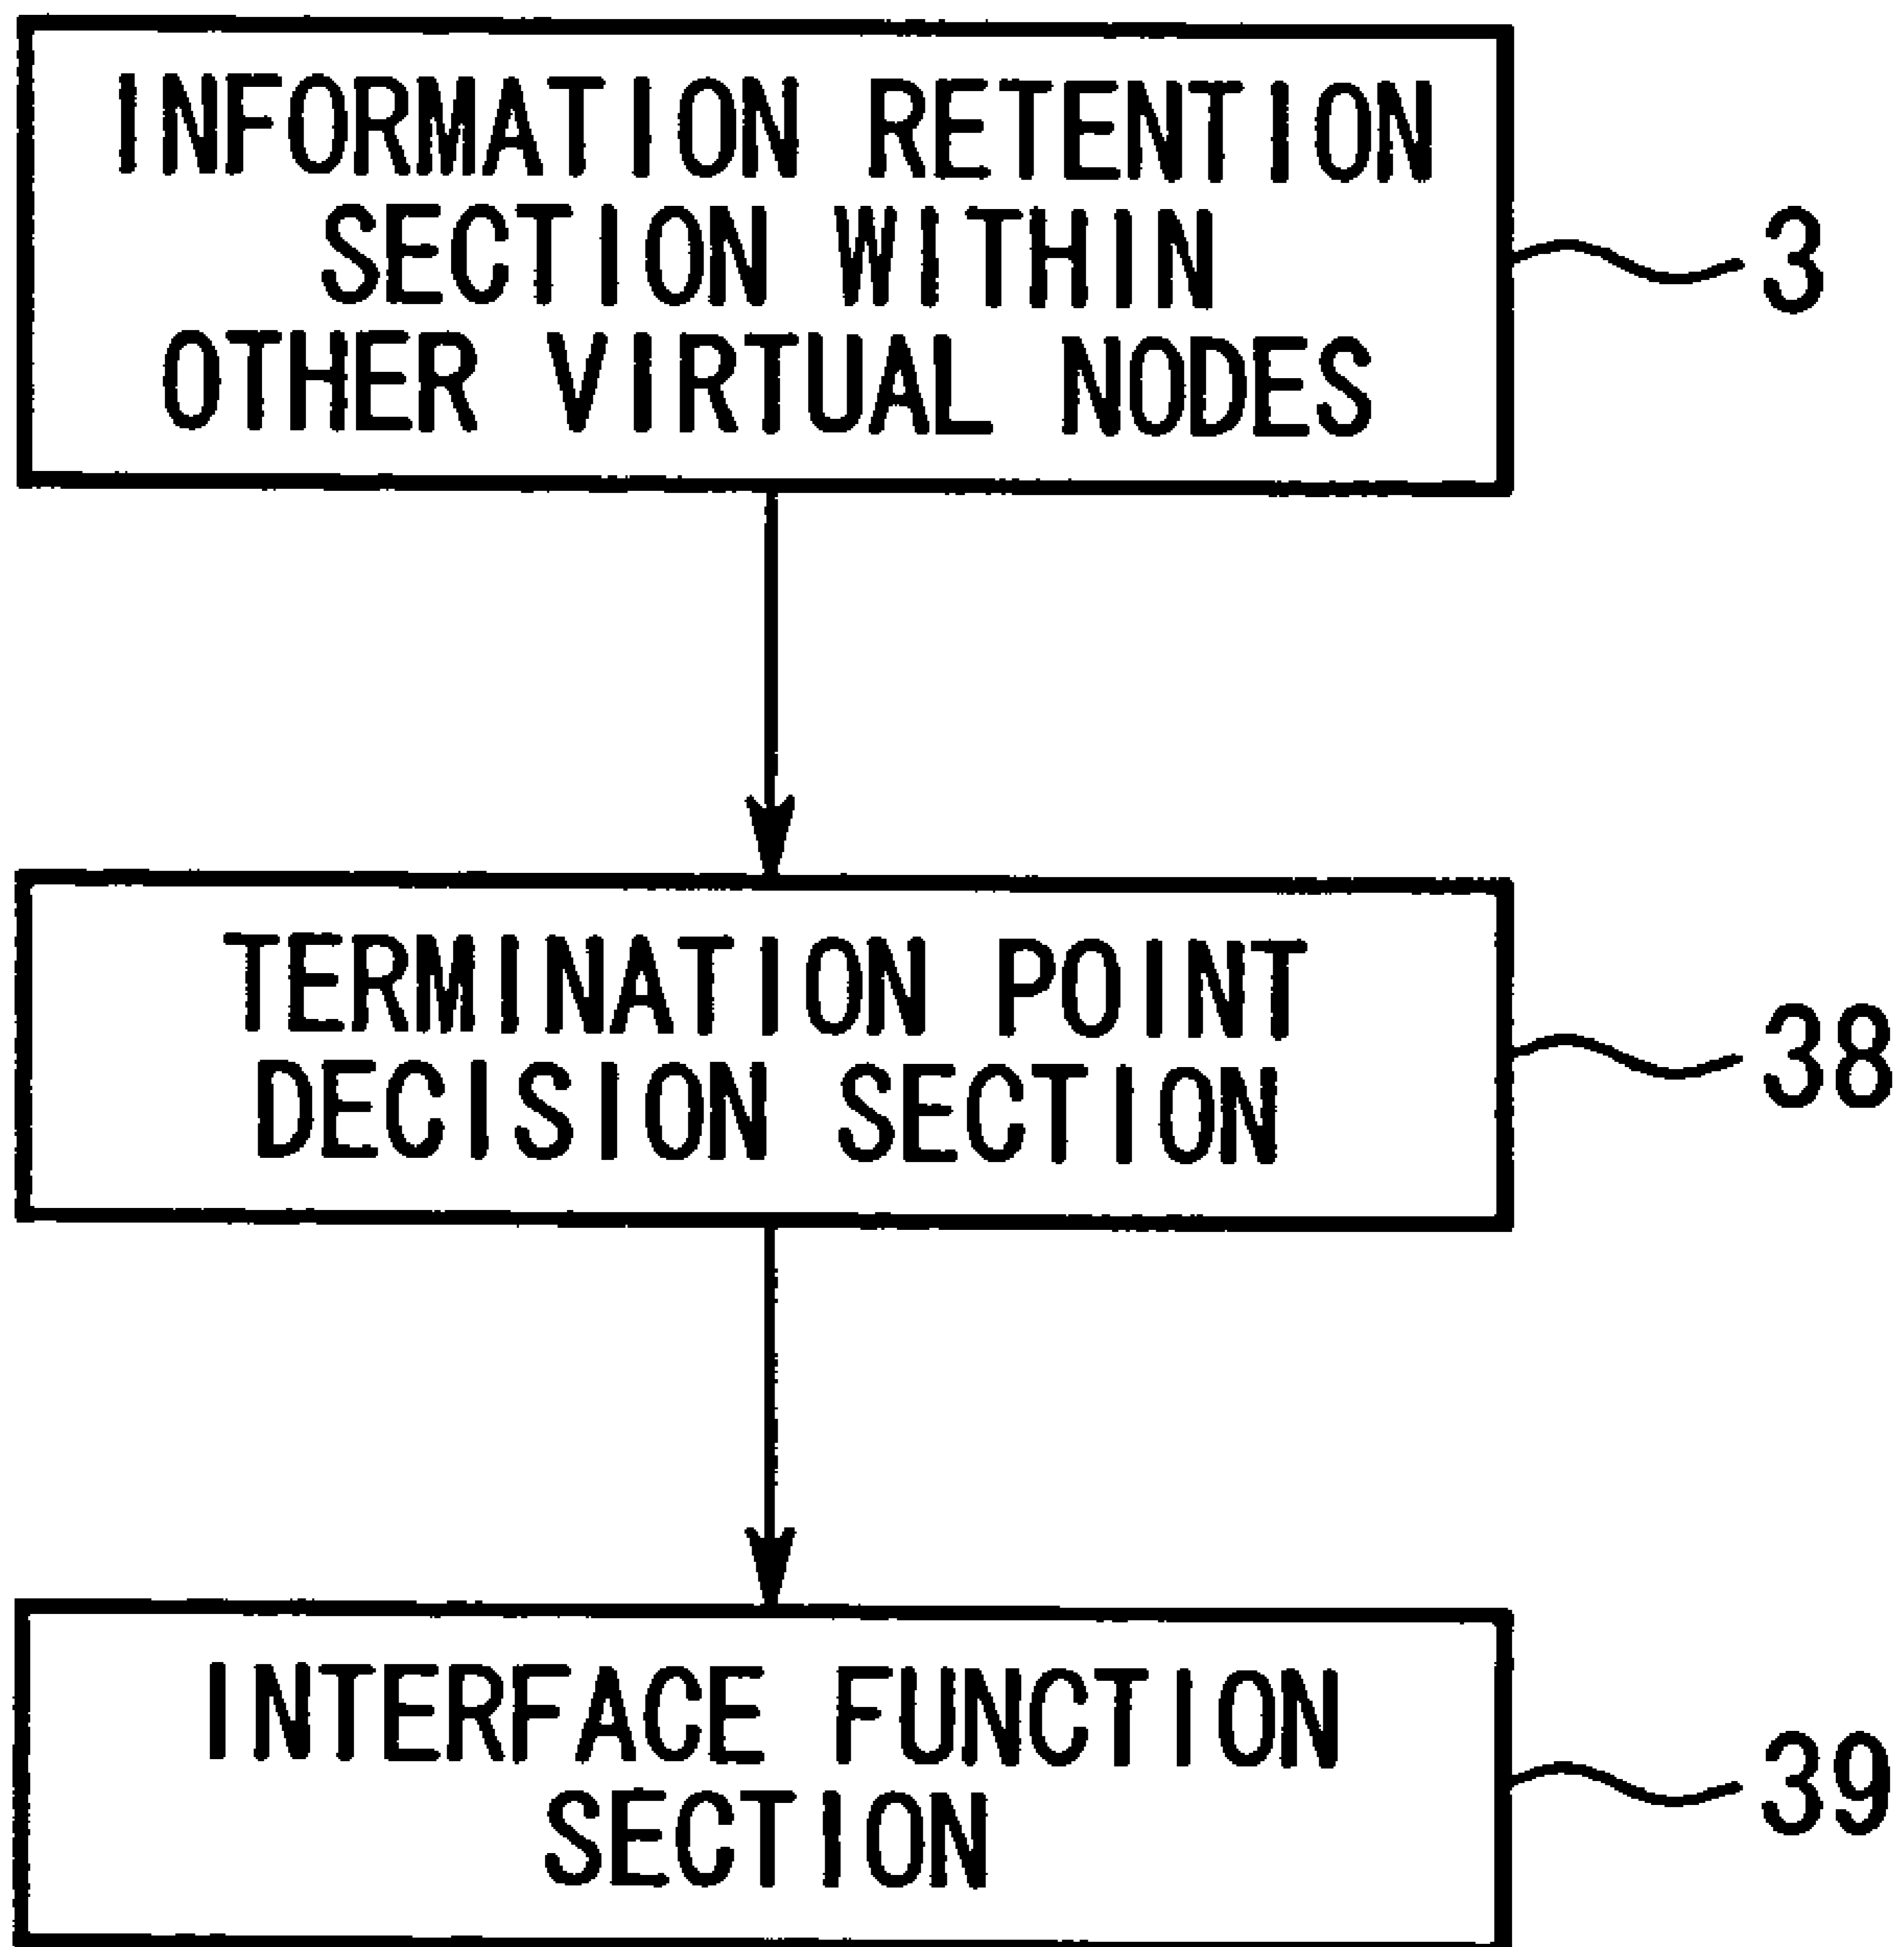 INFORMATION RETENTION
SECTION WITHIN
OTHER VIRTUAL NODES
3
TERMINATION POINT
DECISION SECTION
38
INTERFACE FUNCTION
SECTION
39